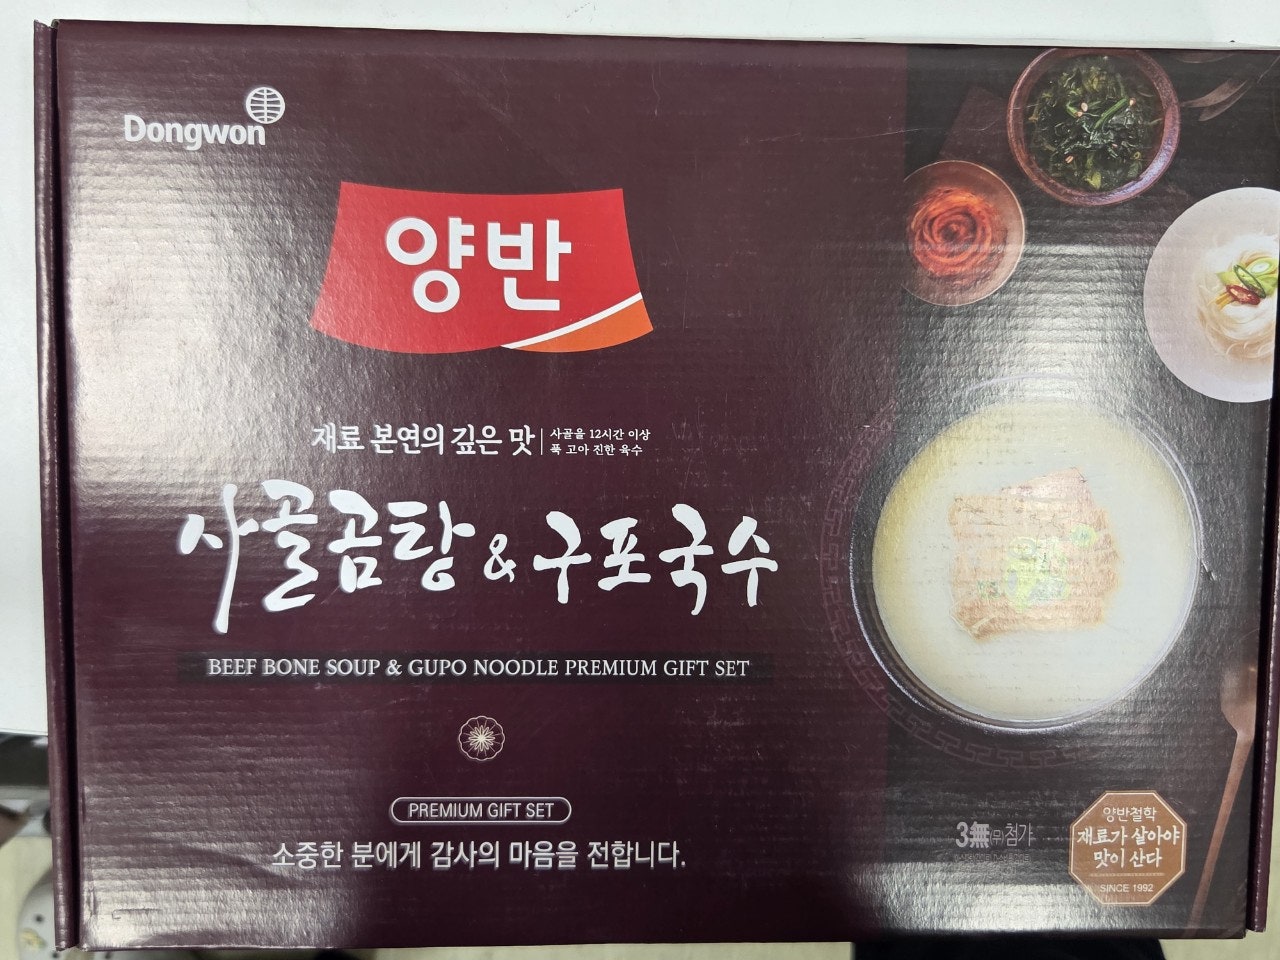 Dongwon
양반
재료 본연의 깊은 맛
사골을 12시간 이상
푹 고아 진한 육수
사골곰탕 & 구포국수
BEEF BONE SOUP & GUPO NOODLE PREMIUM GIFT SET
PREMIUM GIFT SET
소중한 분에게 감사의 마음을 전합니다.
3無(무)첨가
양반철학
재료가 살아야
맛이 산다
SINCE 1992